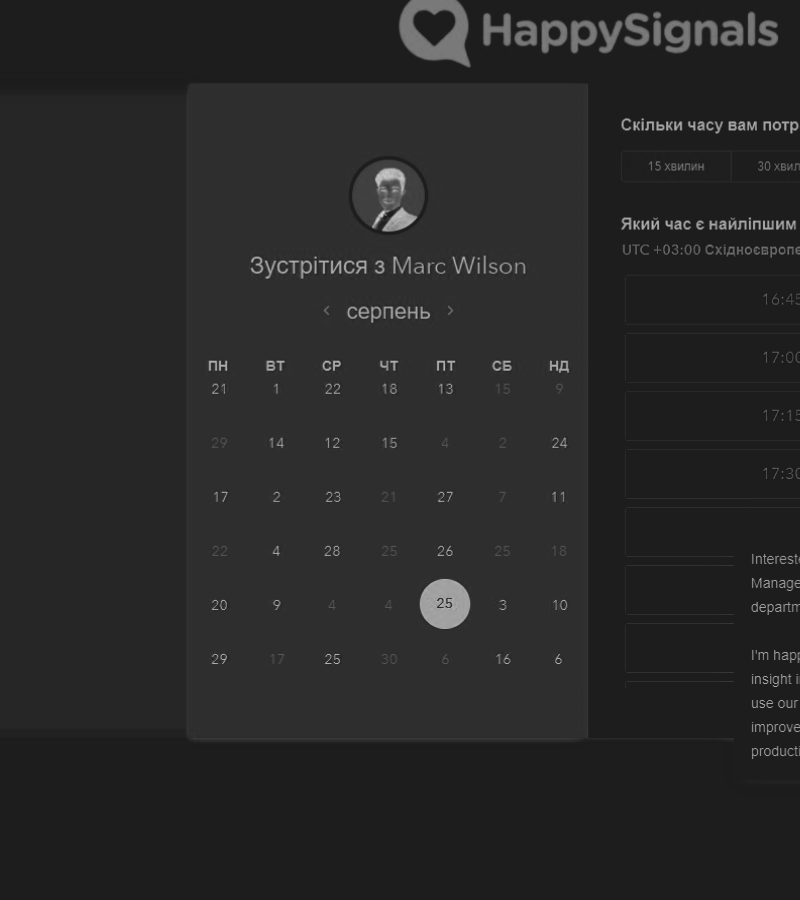 HappySignals
Зустрітися з Marc Wilson
серпень
ПН ВТ СР ЧТ ПТ СБ НД
21 1 22 18 13 15 9
29 14 12 15 4 2 24
17 2 23 21 27 7 11
22 4 28 25 26 25 18
20 9 4 4 25 3 10
29 17 25 30 6 16 6
Скільки часу вам потр
15 хвилин 30 хвил
Який час є найліпшим
UTC +03:00 Східноєвропе
16:45
17:00
17:15
17:30
Intereste
Manage
departm
I'm happ
insight i
use our
improve
producti